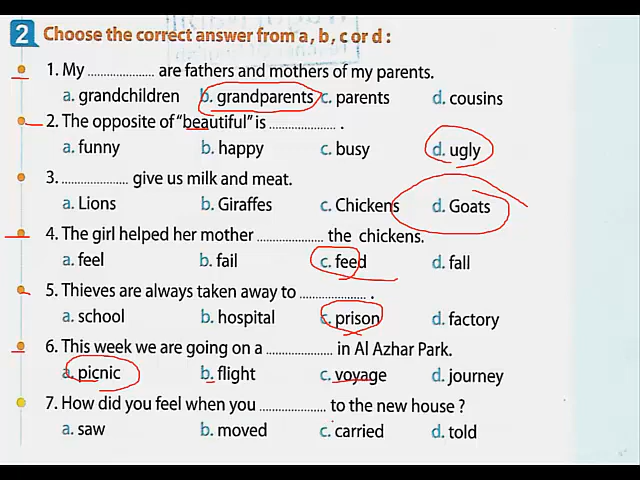 2 Choose the correct answer from a, b, c or d :
1. My .................... are fathers and mothers of my parents.
a. grandchildren b. grandparents c. parents d. cousins
2. The opposite of "beautiful" is .................... .
a. funny b. happy c. busy d. ugly
3. .................... give us milk and meat.
a. Lions b. Giraffes c. Chickens d. Goats
4. The girl helped her mother .................... the chickens.
a. feel b. fail c. feed d. fall
5. Thieves are always taken away to .................... .
a. school b. hospital c. prison d. factory
6. This week we are going on a .................... in Al Azhar Park.
a. picnic b. flight c. voyage d. journey
7. How did you feel when you .................... to the new house ?
a. saw b. moved c. carried d. told